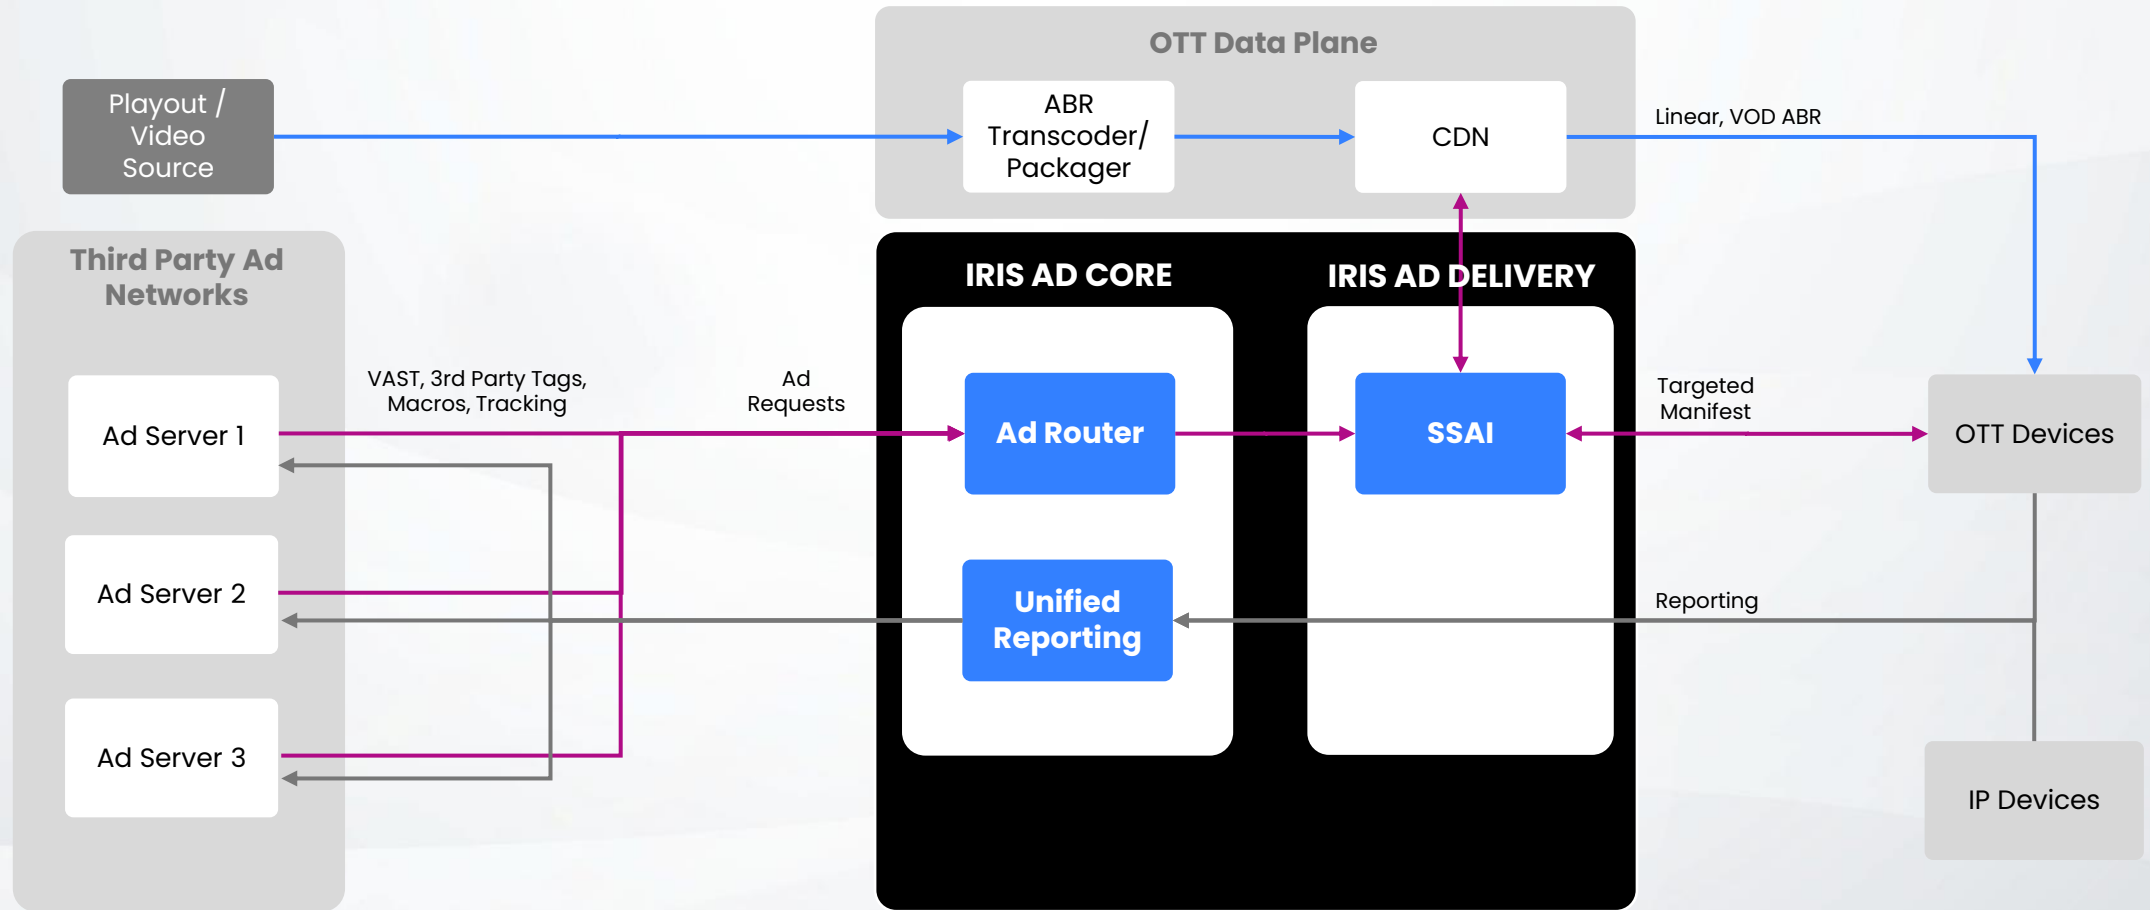 OTT Data Plane
Playout /
Video
Source
ABR
Transcoder/
Packager
CDN
Linear, VOD ABR
Third Party Ad
Networks
IRIS AD CORE
IRIS AD DELIVERY
VAST, 3rd Party Tags,
Macros, Tracking
Ad
Requests
Targeted
Manifest
Ad Server 1
Ad Router
SSAI
OTT Devices
Ad Server 2
Unified
Reporting
Reporting
Ad Server 3
IP Devices